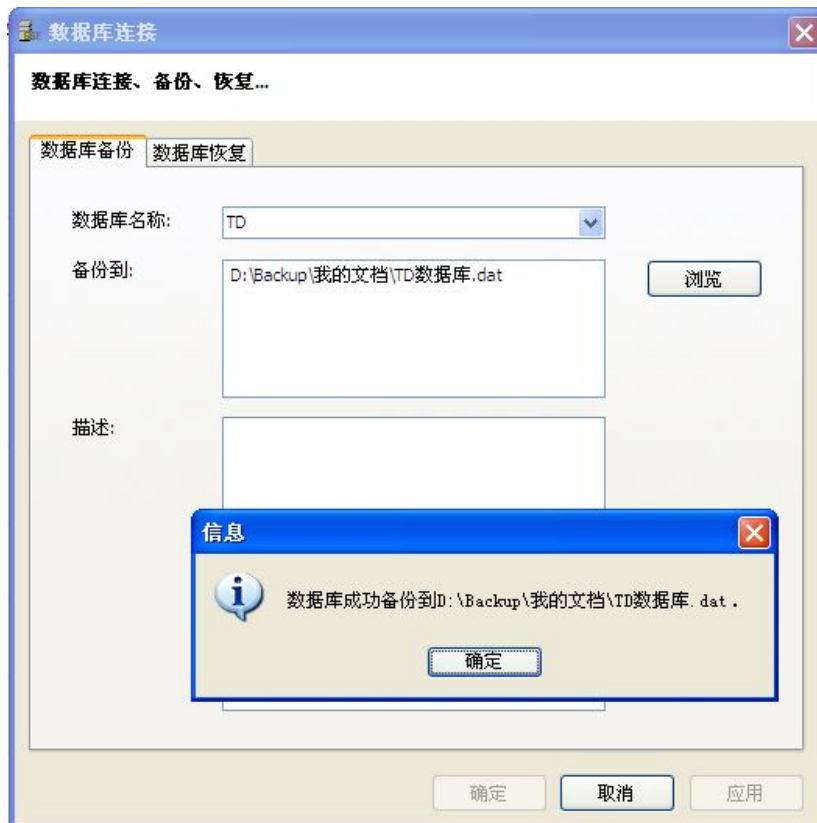 数据库连接
数据库连接、备份、恢复...
数据库备份 数据库恢复
数据库名称: TD
备份到: D:\Backup\我的文档\TD数据库.dat 浏览
描述:
信息
数据库成功备份到D:\Backup\我的文档\TD数据库.dat.
确定
确定 取消 应用